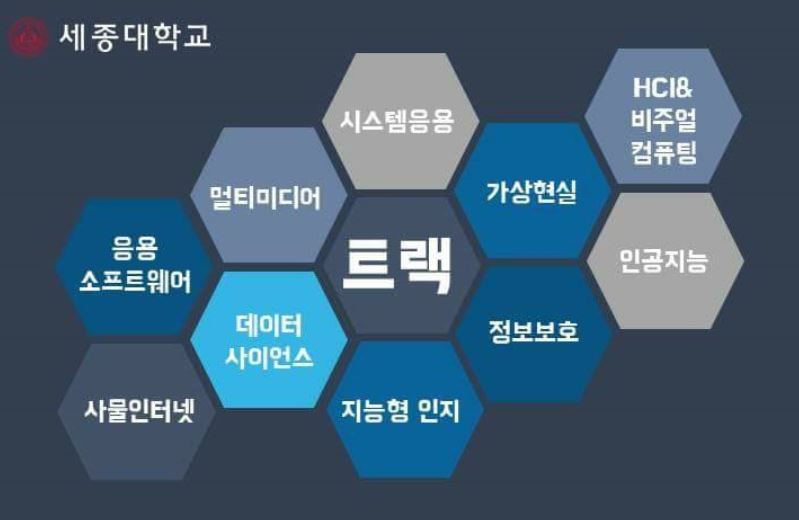 세종대학교
시스템응용
HCI&
비주얼
컴퓨팅
멀티미디어
가상현실
응용
소프트웨어
트랙
인공지능
데이터
사이언스
정보보호
사물인터넷
지능형 인지